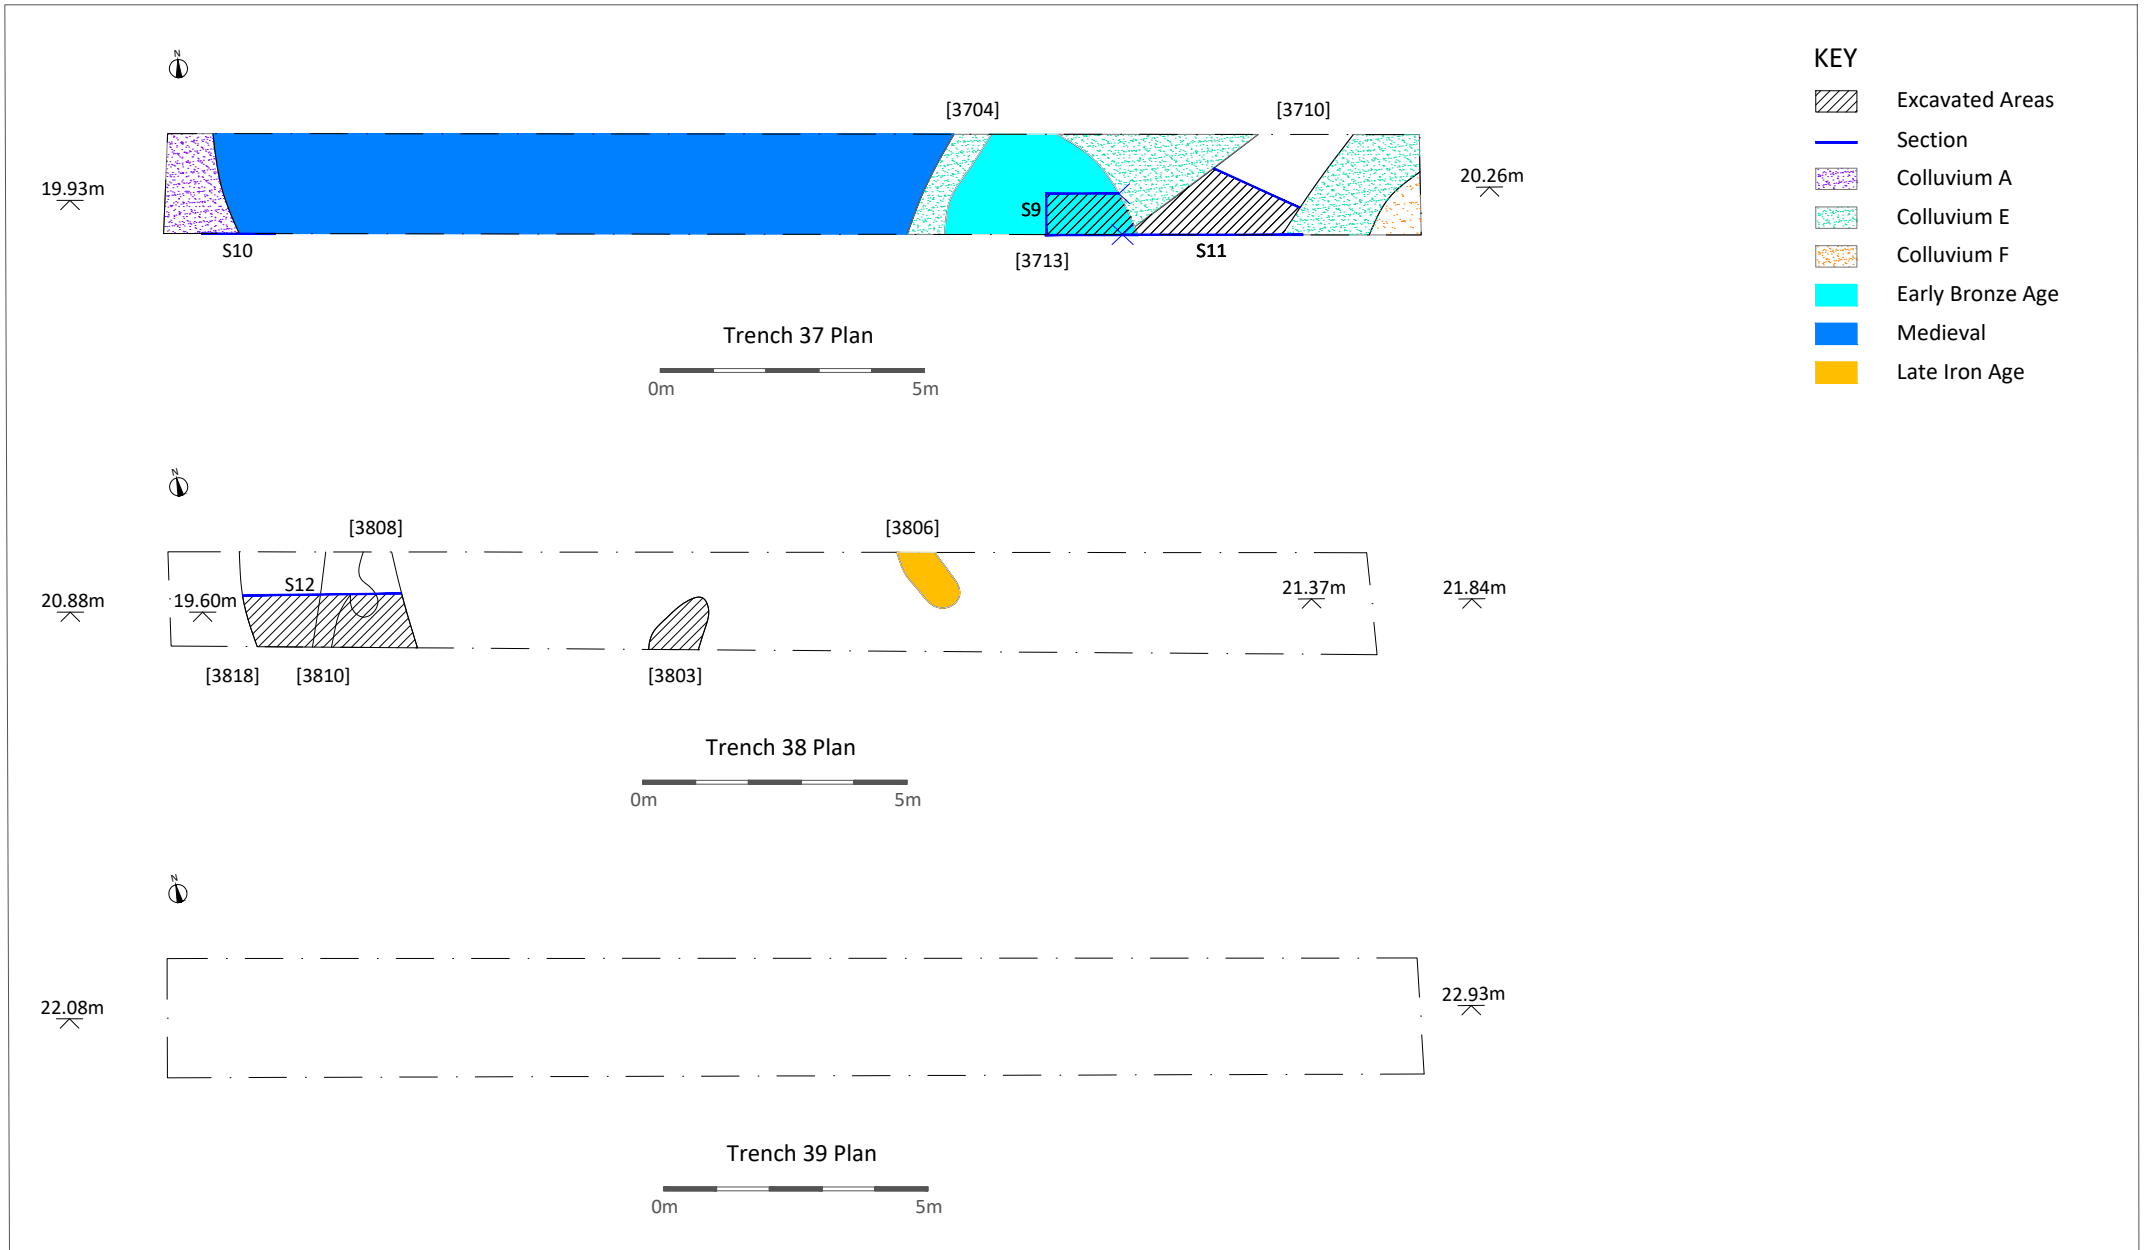 N
[3704]
[3710]
19.93m
20.26m
S9
S10
S11
[3713]
Trench 37 Plan
0m
5m
N
[3808]
[3806]
S12
20.88m
19.60m
21.37m
21.84m
[3818]
[3810]
[3803]
Trench 38 Plan
0m
5m
N
22.08m
22.93m
Trench 39 Plan
0m
5m
KEY
Excavated Areas
Section
Colluvium A
Colluvium E
Colluvium F
Early Bronze Age
Medieval
Late Iron Age